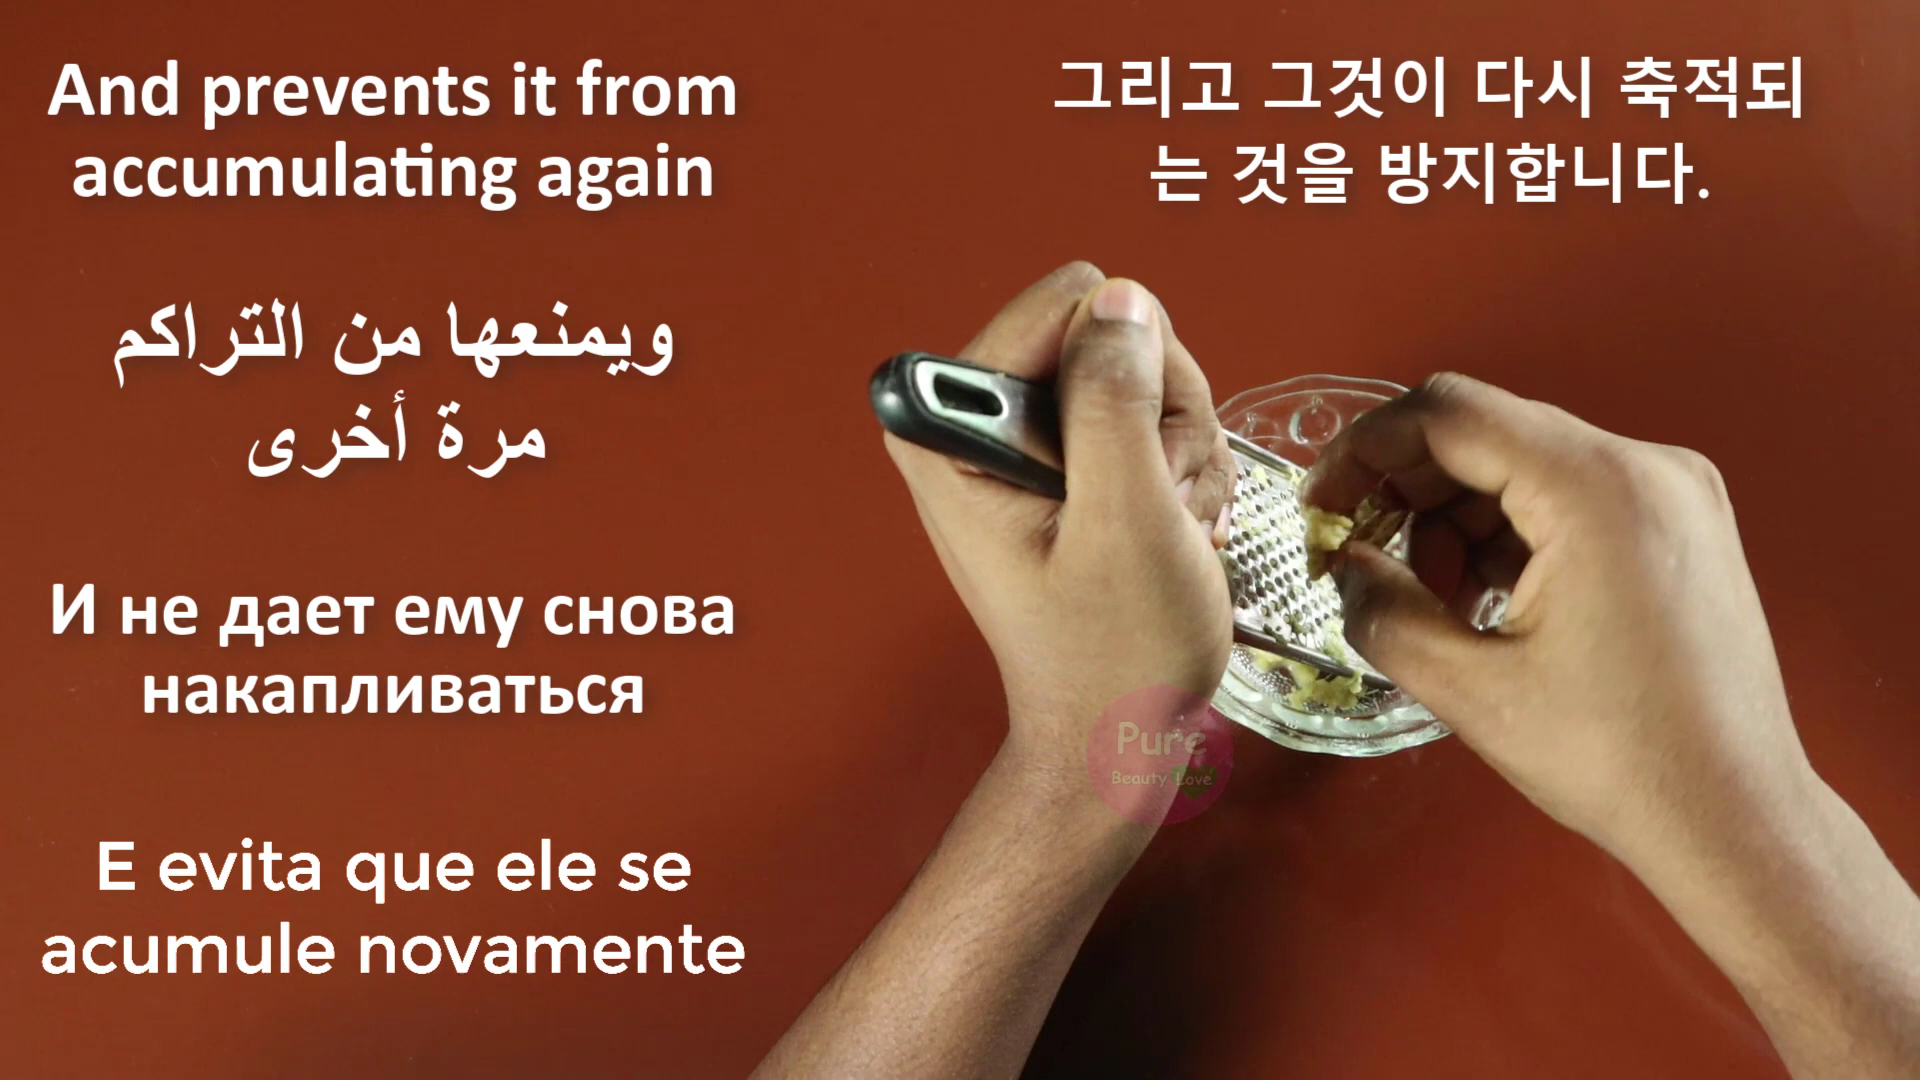 And prevents it from
accumulating again
그리고 그것이 다시 축적되
는 것을 방지합니다.
ويمنعها من التراكم
مرة أخرى
И не дает ему снова
накапливаться
E evita que ele se
acumule novamente
Pure
Beauty Love